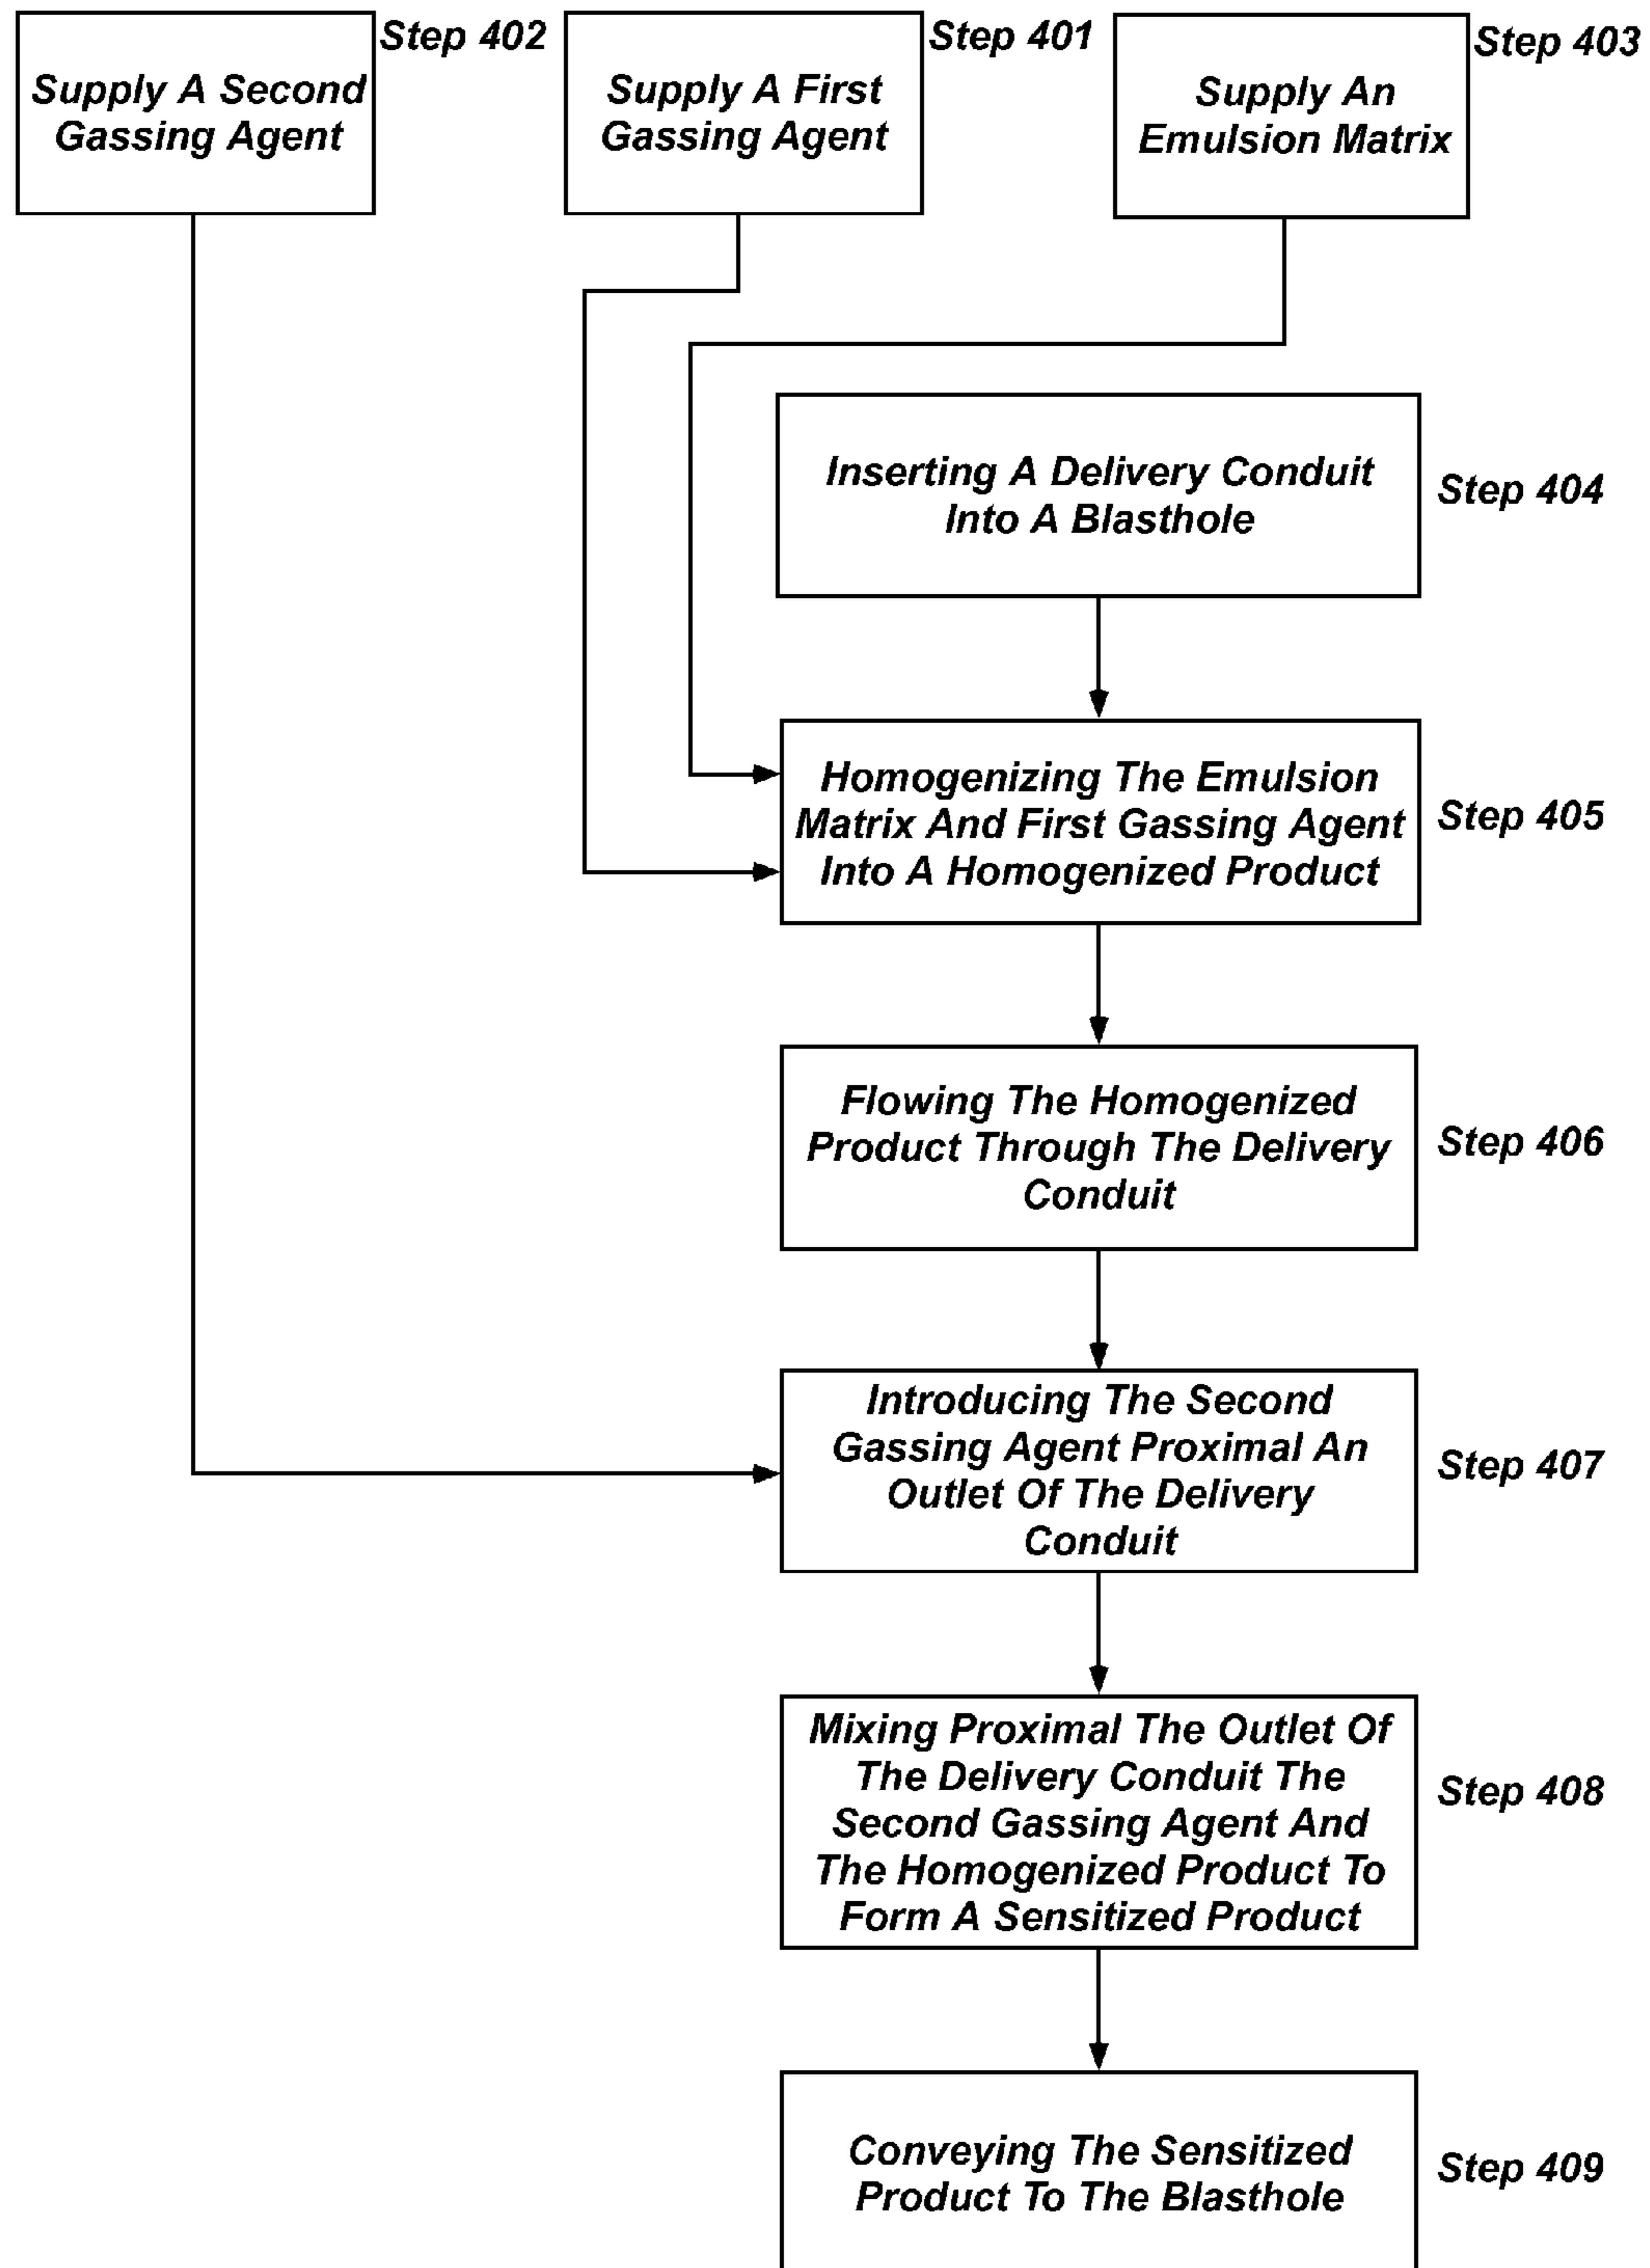 Step 402
Supply A Second
Gassing Agent
Step 401
Supply A First
Gassing Agent
Step 403
Supply An
Emulsion Matrix
Inserting A Delivery Conduit
Into A Blasthole
Step 404
Homogenizing The Emulsion
Matrix And First Gassing Agent
Into A Homogenized Product
Step 405
Flowing The Homogenized
Product Through The Delivery
Conduit
Step 406
Introducing The Second
Gassing Agent Proximal An
Outlet Of The Delivery
Conduit
Step 407
Mixing Proximal The Outlet Of
The Delivery Conduit The
Second Gassing Agent And
The Homogenized Product To
Form A Sensitized Product
Step 408
Conveying The Sensitized
Product To The Blasthole
Step 409